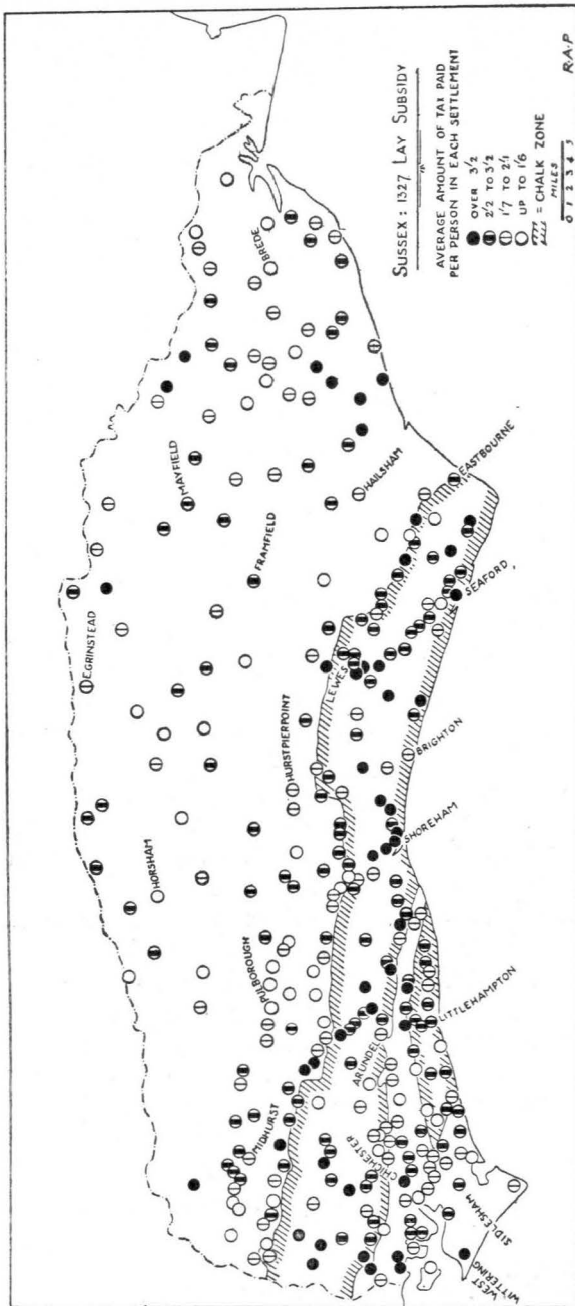 SUSSEX: 1327 LAY SUBSIDY
AVERAGE AMOUNT OF TAX PAID
PER PERSON IN EACH SETTLEMENT
OVER 3/2
2/2 TO 3/2
1/7 TO 2/1
UP TO 1/6
= CHALK ZONE
MILES
0 1 2 3 4 5
R·A·P
E.GRINSTEAD
HORSHAM
MAYFIELD
FRAMFIELD
BREDE
PULBOROUGH
HURSTPIERPOINT
HAILSHAM
MIDHURST
LEWES
EASTBOURNE
ARUNDEL
CHICHESTER
SEAFORD
BRIGHTON
SHOREHAM
LITTLEHAMPTON
SIDLESHAM
WEST
WITTERING